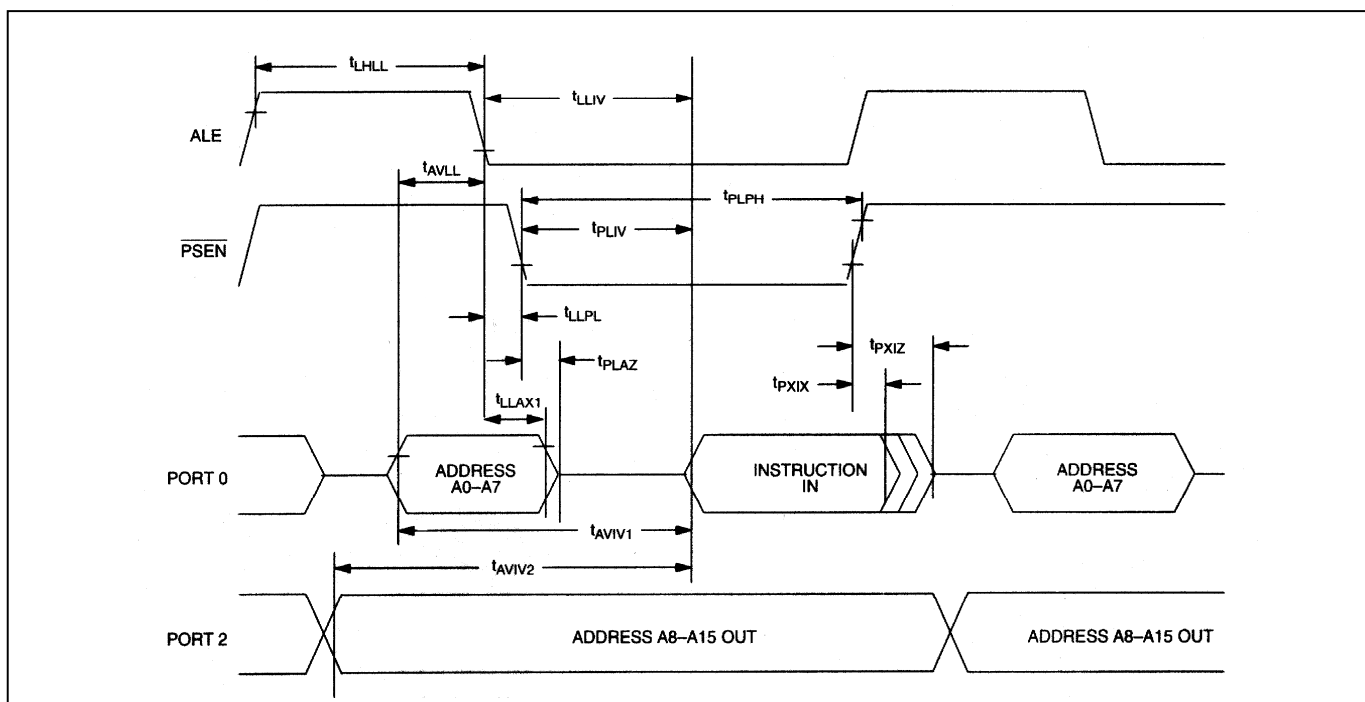 tLHLL
tLLIV
ALE
tAVLL
tPLPH
tPLIV
PSEN
tLLPL
tPXIZ
tPLAZ
tPXIX
tLLAX1
PORT 0
ADDRESS
A0–A7
INSTRUCTION
IN
ADDRESS
A0–A7
tAVIV1
tAVIV2
PORT 2
ADDRESS A8–A15 OUT
ADDRESS A8–A15 OUT